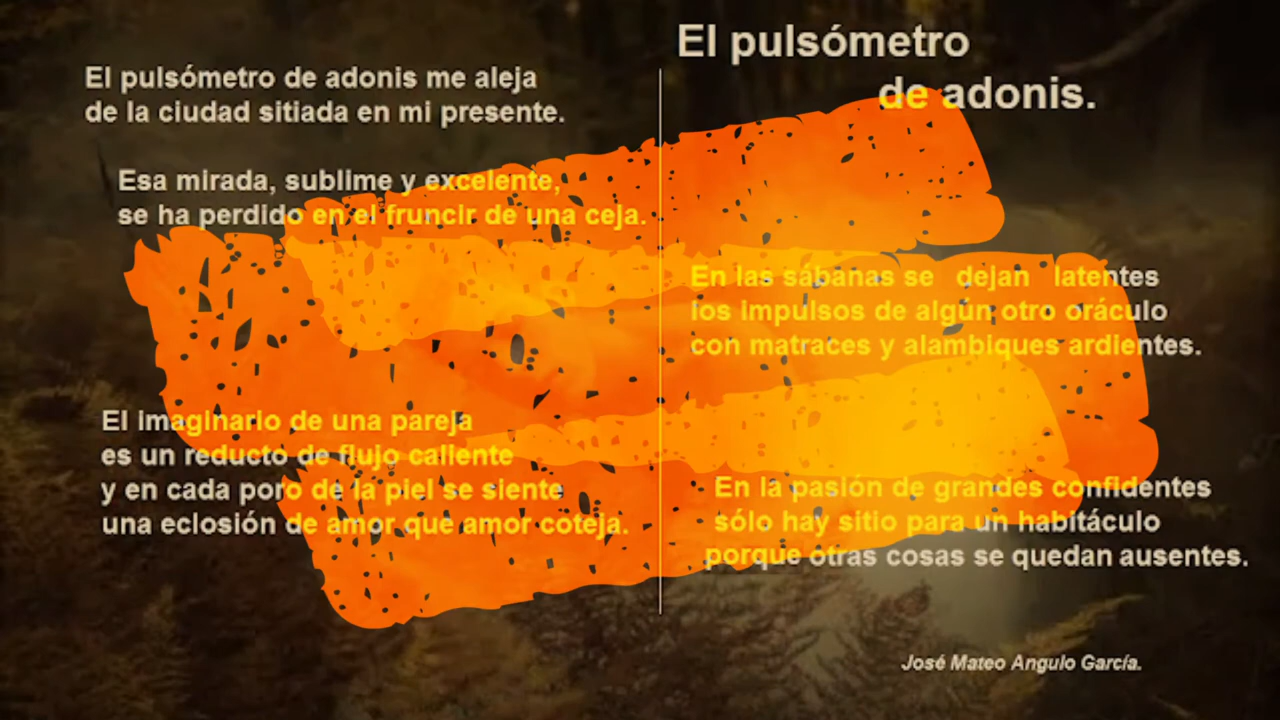 El pulsómetro
de adonis.
El pulsómetro de adonis me aleja
de la ciudad sitiada en mi presente.
Esa mirada, sublime y excelente,
se ha perdido en el fruncir de una ceja.
El imaginario de una pareja
es un reducto de flujo caliente
y en cada poro de la piel se siente
una eclosión de amor que amor coteja.
En las sábanas se dejan latentes
los impulsos de algún otro oráculo
con matraces y alambiques ardientes.
En la pasión de grandes confidentes
sólo hay sitio para un habitáculo
porque otras cosas se quedan ausentes.
José Mateo Angulo García.